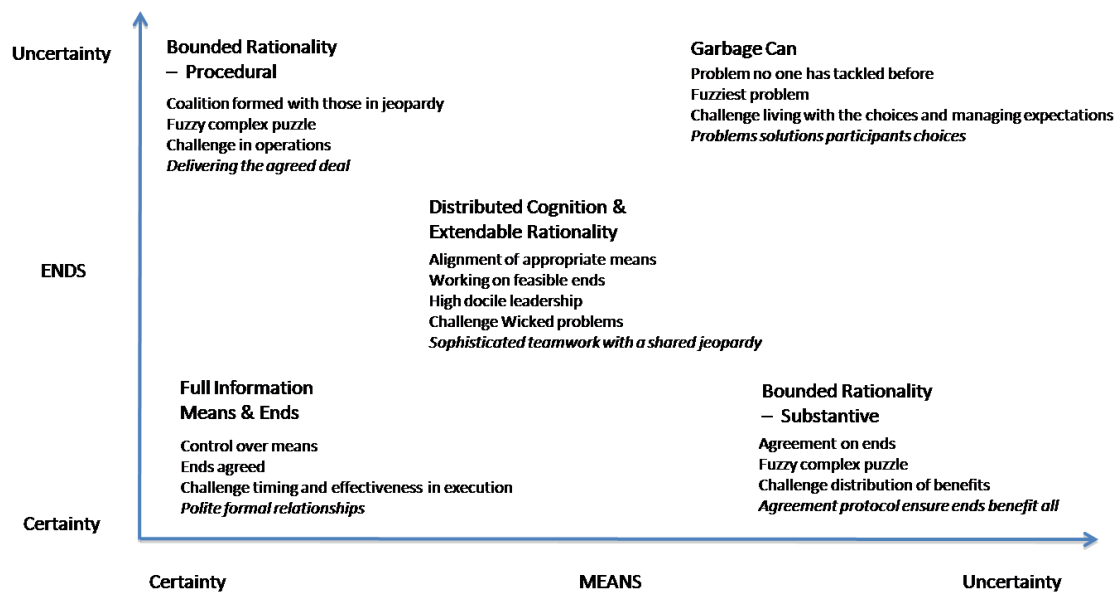 Uncertainty
Bounded Rationality
– Procedural
Coalition formed with those in jeopardy
Fuzzy complex puzzle
Challenge in operations
Delivering the agreed deal
Garbage Can
Problem no one has tackled before
Fuzziest problem
Challenge living with the choices and managing expectations
Problems solutions participants choices
ENDS
Distributed Cognition &
Extendable Rationality
Alignment of appropriate means
Working on feasible ends
High docile leadership
Challenge Wicked problems
Sophisticated teamwork with a shared jeopardy
Full Information
Means & Ends
Control over means
Ends agreed
Challenge timing and effectiveness in execution
Polite formal relationships
Bounded Rationality
– Substantive
Agreement on ends
Fuzzy complex puzzle
Challenge distribution of benefits
Agreement protocol ensure ends benefit all
Certainty
Certainty
MEANS
Uncertainty